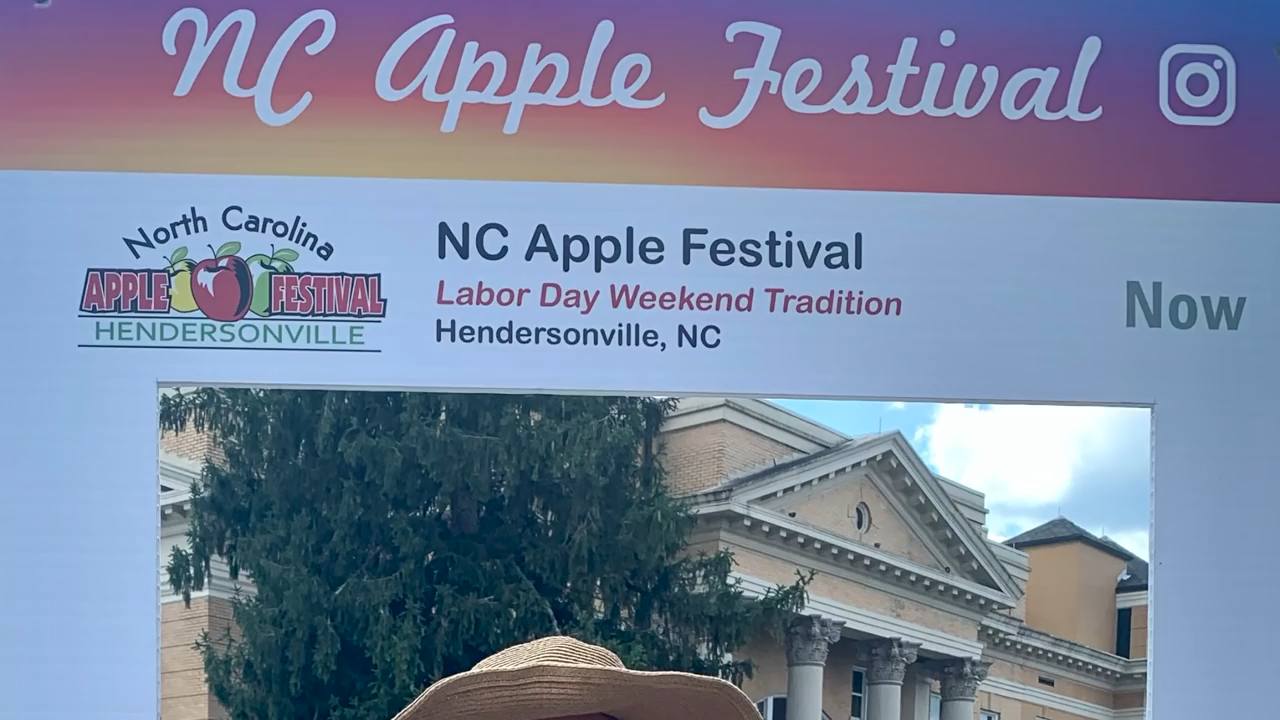 NC Apple Festival
North Carolina
APPLE FESTIVAL
HENDERSONVILLE
NC Apple Festival
Labor Day Weekend Tradition
Hendersonville, NC
Now